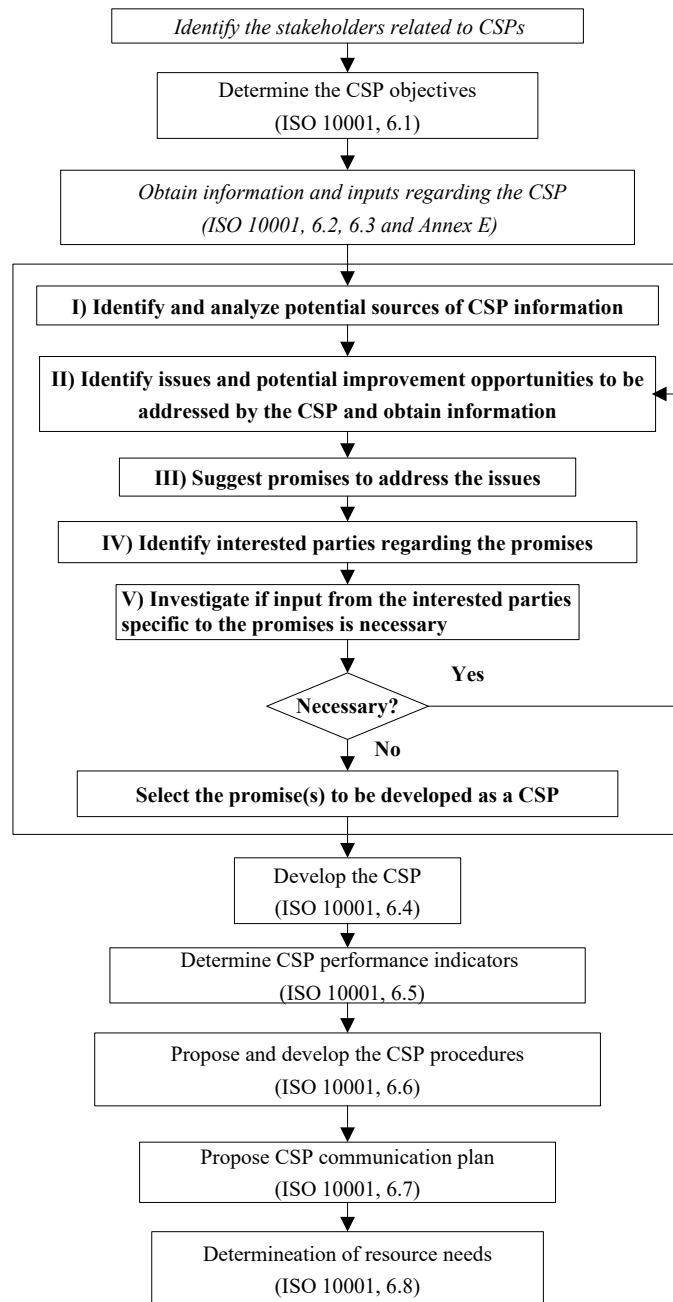 Identify the stakeholders related to CSPs
Determine the CSP objectives
(ISO 10001, 6.1)
Obtain information and inputs regarding the CSP
(ISO 10001, 6.2, 6.3 and Annex E)
I) Identify and analyze potential sources of CSP information
II) Identify issues and potential improvement opportunities to be
addressed by the CSP and obtain information
III) Suggest promises to address the issues
IV) Identify interested parties regarding the promises
V) Investigate if input from the interested parties
specific to the promises is necessary
Yes
Necessary?
No
Select the promise(s) to be developed as a CSP
Develop the CSP
(ISO 10001, 6.4)
Determine CSP performance indicators
(ISO 10001, 6.5)
Propose and develop the CSP procedures
(ISO 10001, 6.6)
Propose CSP communication plan
(ISO 10001, 6.7)
Determineation of resource needs
(ISO 10001, 6.8)